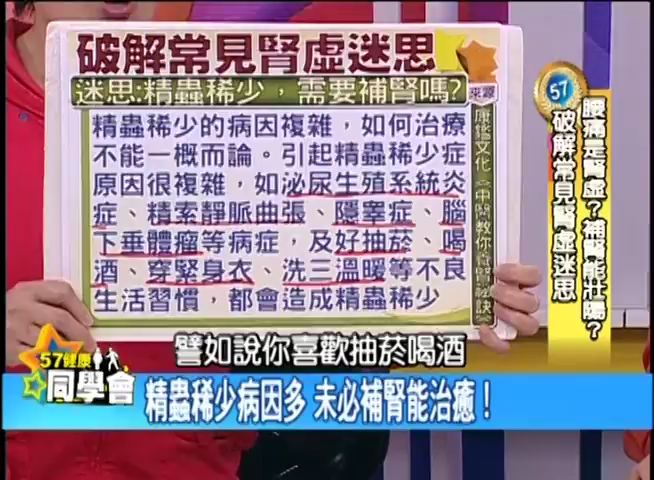 破解常見腎虛迷思
迷思:精蟲稀少，需要補腎嗎?
精蟲稀少的病因複雜，如何治療
不能一概而論。引起精蟲稀少症
原因很複雜，如泌尿生殖系統炎
症、精索靜脈曲張、隱睪症、腦
下垂體瘤等病症，及好抽菸、喝
酒、穿緊身衣、洗三溫暖等不良
生活習慣，都會造成精蟲稀少
來源
康鑑文化《中醫教你養腎祕訣》
57
腰痛是腎虛?補腎能壯陽?
破解常見腎虛迷思
譬如說你喜歡抽菸喝酒
57健康
同學會
精蟲稀少病因多 未必補腎能治癒!